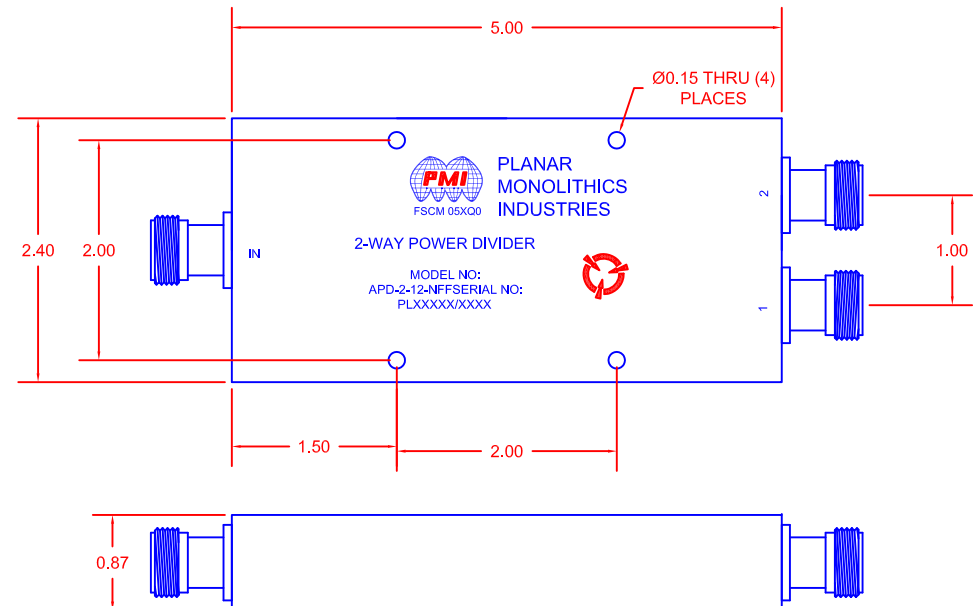 5.00
Ø0.15 THRU (4)
PLACES
PMI
FSCM 05XQ0
PLANAR
MONOLITHICS
INDUSTRIES
2-WAY POWER DIVIDER
MODEL NO:
APD-2-12-NFFSERIAL NO:
PLXXXXX/XXXX
IN
2
1
2.40
2.00
1.00
1.50
2.00
0.87